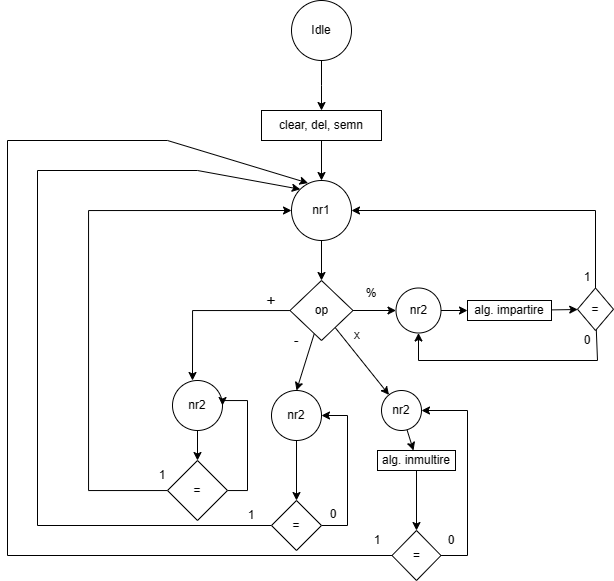 Idle
clear, del, semn
nr1
op
+
-
x
%
nr2
alg. impartire
=
1
0
nr2
=
1
nr2
=
1
0
nr2
alg. inmultire
=
1
0